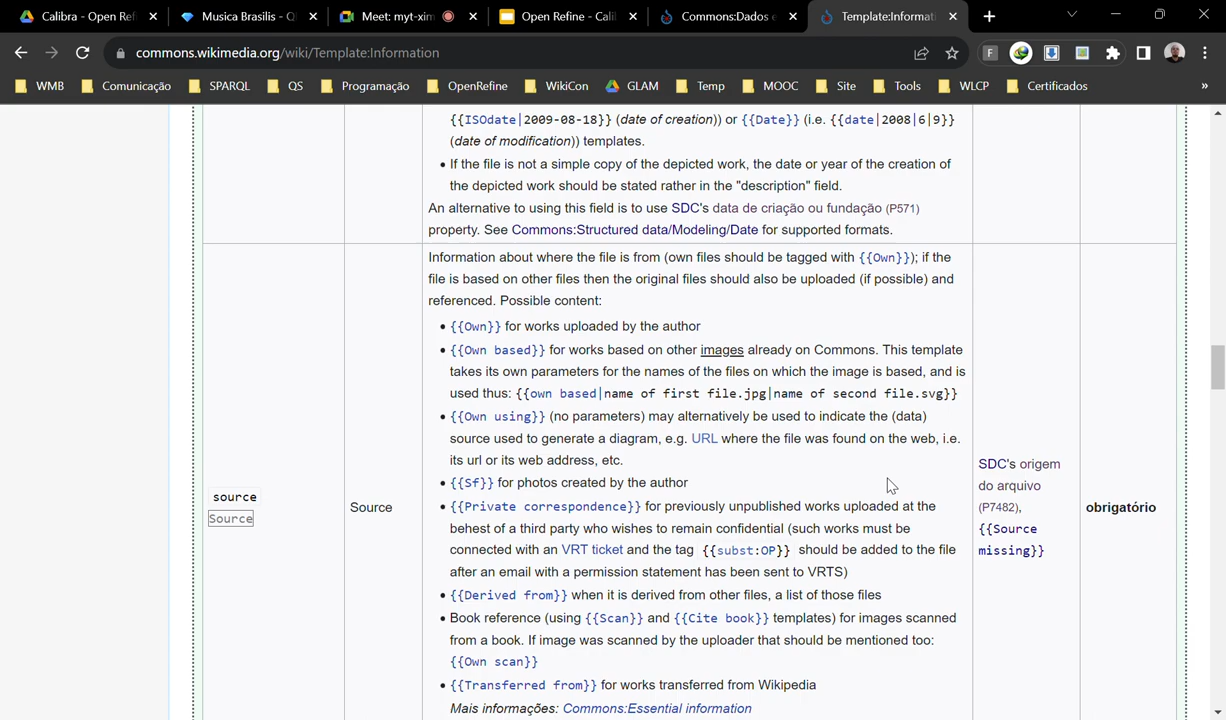 Calibra - Open Ref
Musica Brasilis - Q
Meet: myt-xim
Open Refine - Cali
Commons:Dados e
Template:Informati
commons.wikimedia.org/wiki/Template:Information
WMB
Comunicação
SPARQL
QS
Programação
OpenRefine
WikiCon
GLAM
Temp
MOOC
Site
Tools
WLCP
Certificados
»
{{ISOdate|2009-08-18}} (date of creation)) or {{Date}} (i.e. {{date|2008|6|9}}
(date of modification)) templates.
• If the file is not a simple copy of the depicted work, the date or year of the creation of
the depicted work should be stated rather in the "description" field.
An alternative to using this field is to use SDC's data de criação ou fundação (P571)
property. See Commons:Structured data/Modeling/Date for supported formats.
source
Source
Source
Information about where the file is from (own files should be tagged with {{Own}}); if the
file is based on other files then the original files should also be uploaded (if possible) and
referenced. Possible content:
• {{Own}} for works uploaded by the author
• {{Own based}} for works based on other images already on Commons. This template
takes its own parameters for the names of the files on which the image is based, and is
used thus: {{own based|name of first file.jpg|name of second file.svg}}
• {{Own using}} (no parameters) may alternatively be used to indicate the (data)
source used to generate a diagram, e.g. URL where the file was found on the web, i.e.
its url or its web address, etc.
• {{Sf}} for photos created by the author
• {{Private correspondence}} for previously unpublished works uploaded at the
behest of a third party who wishes to remain confidential (such works must be
connected with an VRT ticket and the tag {{subst:OP}} should be added to the file
after an email with a permission statement has been sent to VRTS)
• {{Derived from}} when it is derived from other files, a list of those files
• Book reference (using {{Scan}} and {{Cite book}} templates) for images scanned
from a book. If image was scanned by the uploader that should be mentioned too:
{{Own scan}}
• {{Transferred from}} for works transferred from Wikipedia
Mais informações: Commons:Essential information
SDC's origem
do arquivo
(P7482),
{{Source
missing}}
obrigatório